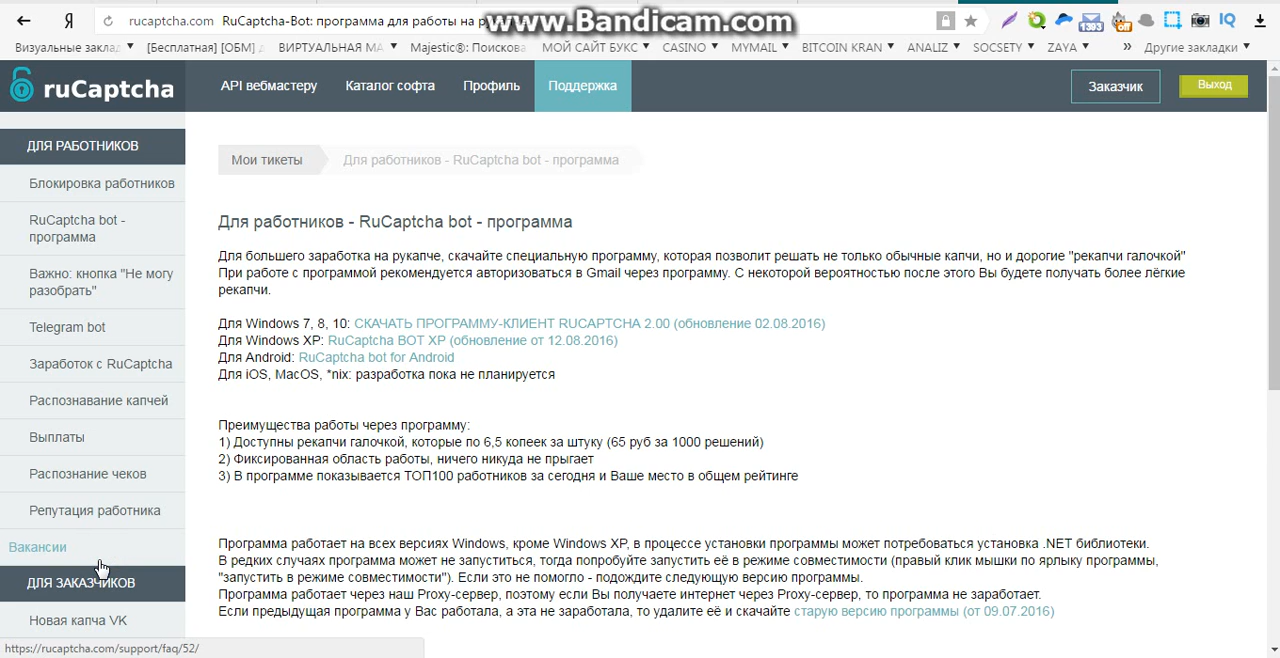 Я
rucaptcha.com RuCaptcha-Bot: программа для работы на
www.Bandicam.com
1393
off
IQ
Визуальные заклад
[Бесплатная] [ОБМ]
ВИРТУАЛЬНАЯ МА
Majestic®: Поискова
МОЙ САЙТ БУКС
CASINO
MYMAIL
BITCOIN KRAN
ANALIZ
SOCSETY
ZAYA
»
Другие закладки
ruCaptcha
API вебмастеру
Каталог софта
Профиль
Поддержка
Заказчик
Выход
ДЛЯ РАБОТНИКОВ
Блокировка работников
RuCaptcha bot -
программа
Важно: кнопка "Не могу
разобрать"
Telegram bot
Заработок с RuCaptcha
Распознавание капчей
Выплаты
Распознание чеков
Репутация работника
Вакансии
ДЛЯ ЗАКАЗЧИКОВ
Новая капча VK
Мои тикеты
Для работников - RuCaptcha bot - программа
Для работников - RuCaptcha bot - программа
Для большего заработка на рукапче, скачайте специальную программу, которая позволит решать не только обычные капчи, но и дорогие "рекапчи галочкой"
При работе с программой рекомендуется авторизоваться в Gmail через программу. С некоторой вероятностью после этого Вы будете получать более лёгкие
рекапчи.
Для Windows 7, 8, 10: СКАЧАТЬ ПРОГРАММУ-КЛИЕНТ RUCAPTCHA 2.00 (обновление 02.08.2016)
Для Windows XP: RuCaptcha BOT XP (обновление от 12.08.2016)
Для Android: RuCaptcha bot for Android
Для iOS, MacOS, *nix: разработка пока не планируется
Преимущества работы через программу:
1) Доступны рекапчи галочкой, которые по 6,5 копеек за штуку (65 руб за 1000 решений)
2) Фиксированная область работы, ничего никуда не прыгает
3) В программе показывается ТОП100 работников за сегодня и Ваше место в общем рейтинге
Программа работает на всех версиях Windows, кроме Windows XP, в процессе установки программы может потребоваться установка .NET библиотеки.
В редких случаях программа может не запуститься, тогда попробуйте запустить её в режиме совместимости (правый клик мышки по ярлыку программы,
"запустить в режиме совместимости"). Если это не помогло - подождите следующую версию программы.
Программа работает через наш Proxy-сервер, поэтому если Вы получаете интернет через Proxy-сервер, то программа не заработает.
Если предыдущая программа у Вас работала, а эта не заработала, то удалите её и скачайте старую версию программы (от 09.07.2016)
https://rucaptcha.com/support/faq/52/